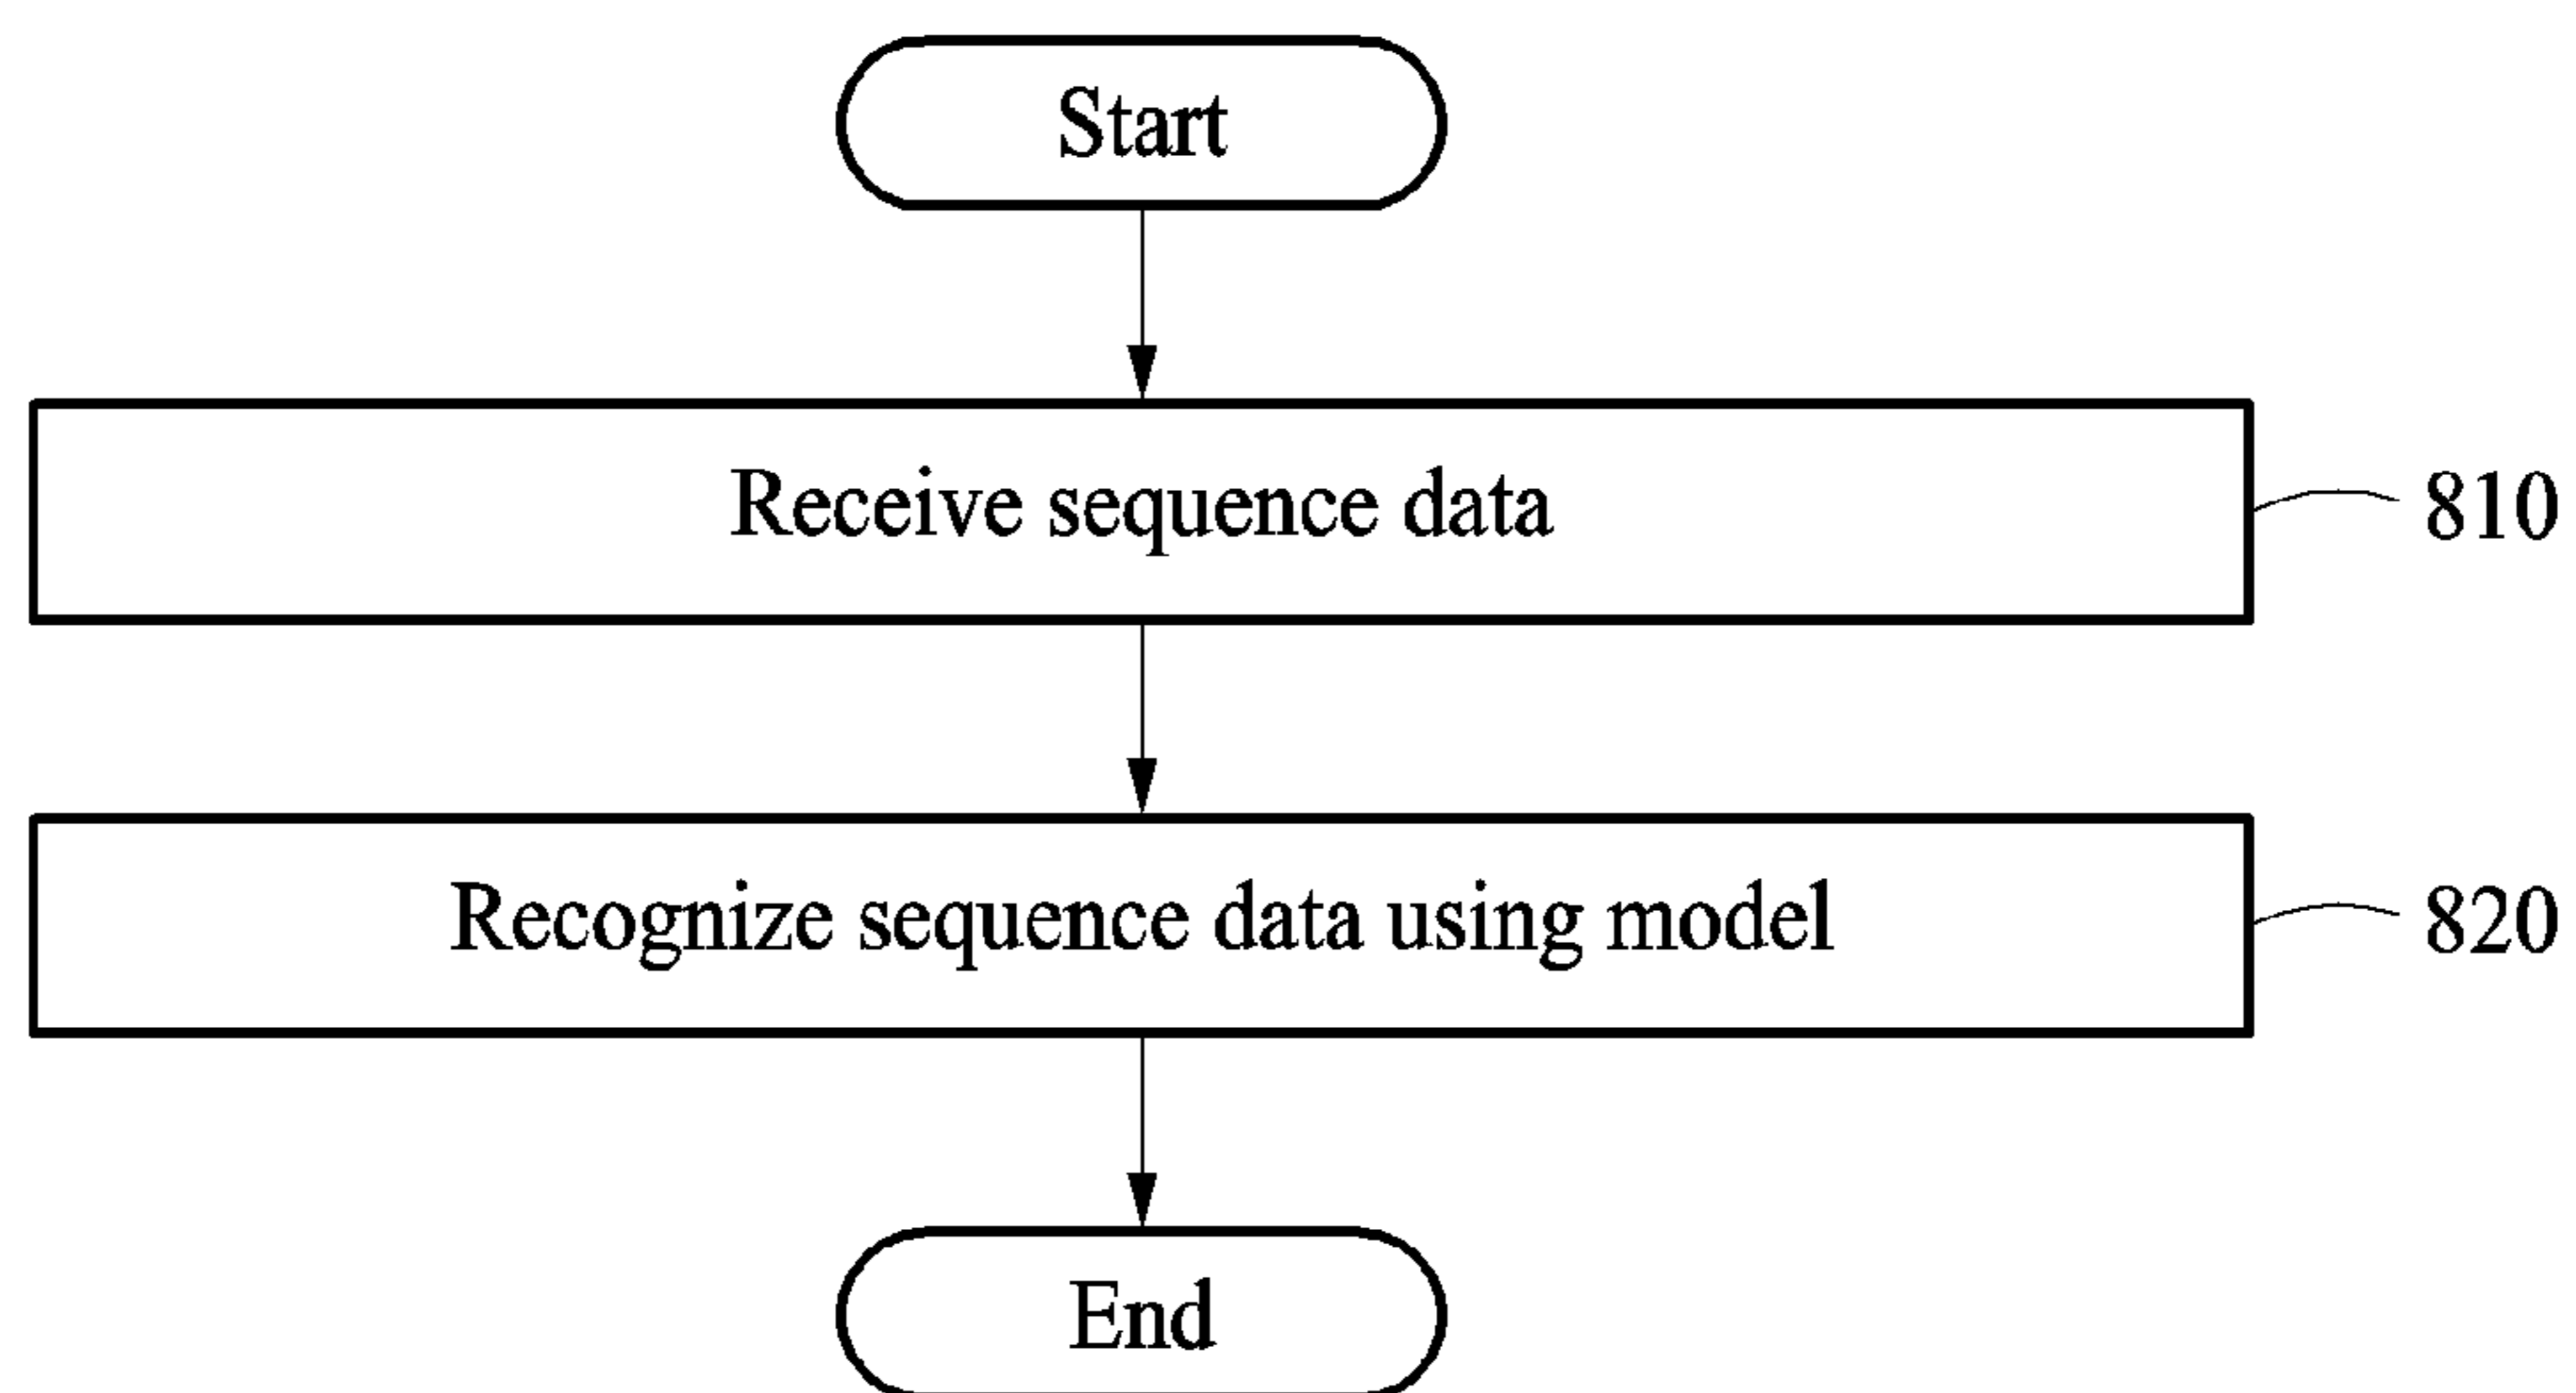 Start
Receive sequence data
810
Recognize sequence data using model
820
End